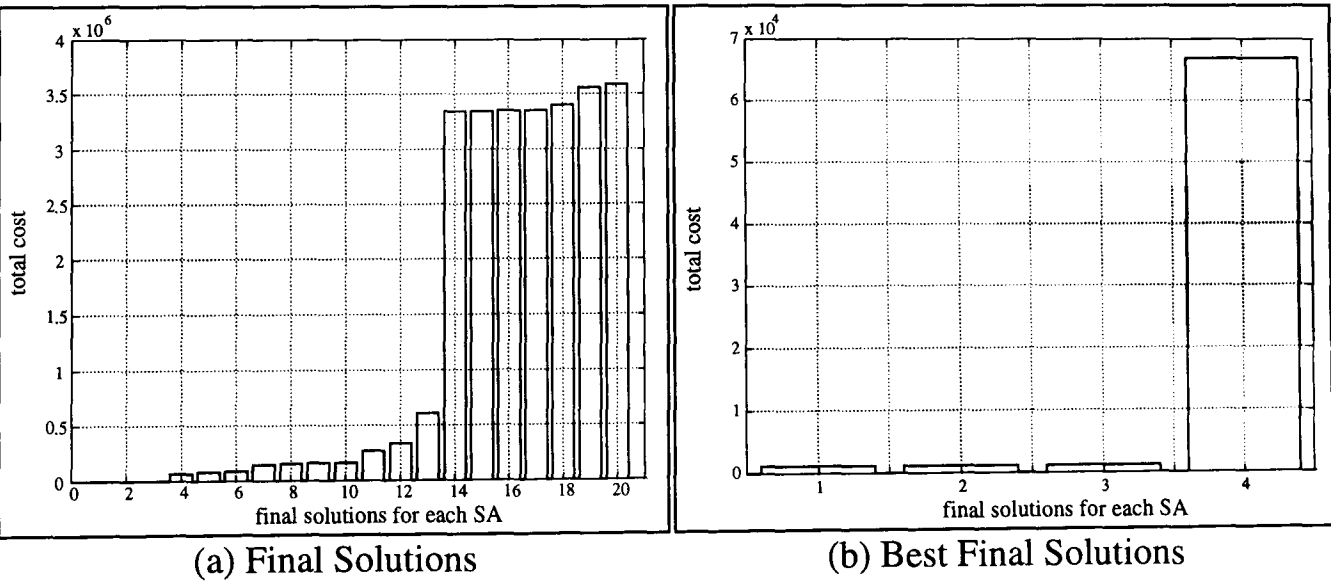 x 10^6
4
3.5
3
2.5
2
1.5
1
0.5
0
total cost
0 2 4 6 8 10 12 14 16 18 20
final solutions for each SA
(a) Final Solutions
x 10^4
7
6
5
4
3
2
1
0
total cost
1 2 3 4
final solutions for each SA
(b) Best Final Solutions